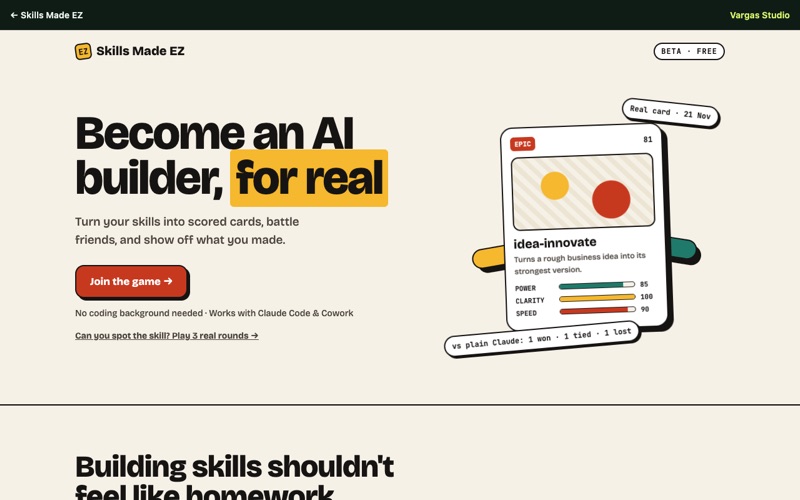 ← Skills Made EZ
Vargas Studio
EZ Skills Made EZ
BETA · FREE
Become an AI
builder, for real
Turn your skills into scored cards, battle
friends, and show off what you made.
Join the game →
No coding background needed · Works with Claude Code & Cowork
Can you spot the skill? Play 3 real rounds →
Real card · 21 Nov
EPIC
81
idea-innovate
Turns a rough business idea into its
strongest version.
POWER 85
CLARITY 100
SPEED 90
vs plain Claude: 1 won · 1 tied · 1 lost
Building skills shouldn't
feel like homework